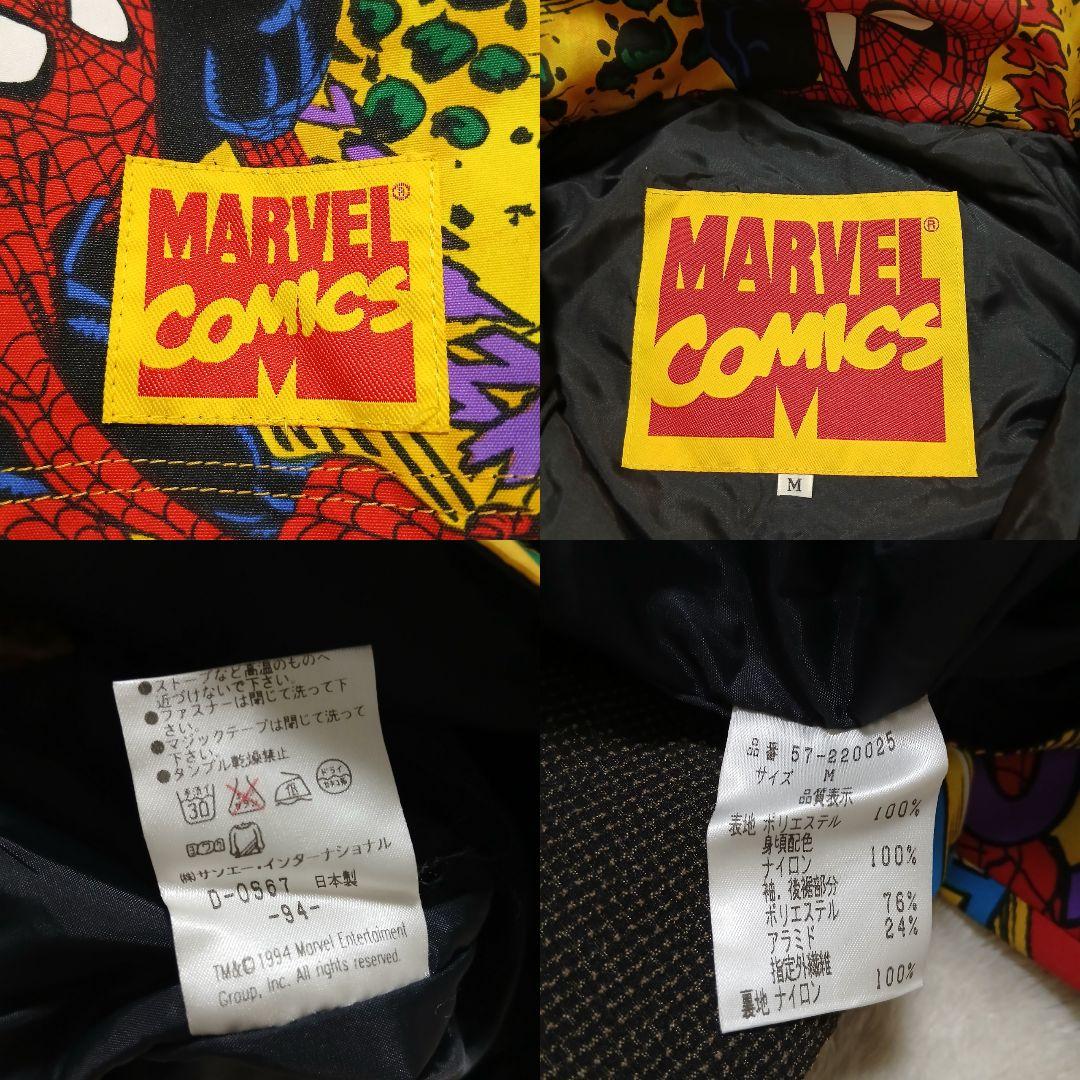 MARVEL®
COMICS
M
MARVEL®
COMICS
M
M
●ストーブなど高温のものへ
近づけないで下さい。
●ファスナーは閉じて洗って下
さい。
●マジックテープは閉じて洗って
下さい。
●タンブル乾燥禁止
30
ドライ
㈱サンエー・インターナショナル
D-0867 日本製
-94-
TM&© 1994 Marvel Entertaiment
Group, Inc. All rights reserved.
品番 57-220025
サイズ M
品質表示
表地 ポリエステル 100%
身頃配色
ナイロン 100%
袖．後裾部分
ポリエステル 76%
アラミド 24%
指定外繊維
裏地 ナイロン 100%